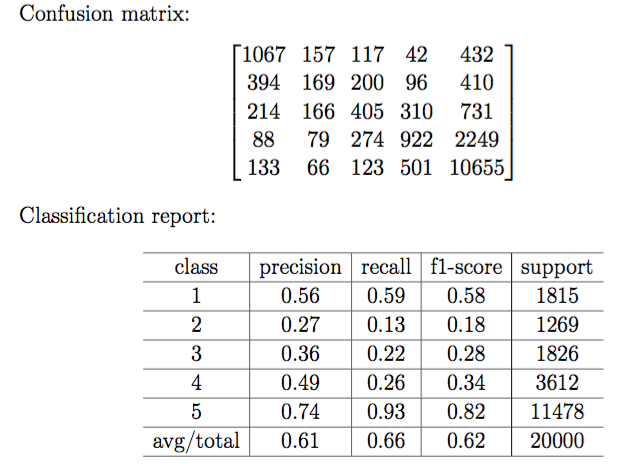 Confusion matrix:
1067 157 117 42 432
394 169 200 96 410
214 166 405 310 731
88 79 274 922 2249
133 66 123 501 10655
Classification report:
class precision recall f1-score support
1 0.56 0.59 0.58 1815
2 0.27 0.13 0.18 1269
3 0.36 0.22 0.28 1826
4 0.49 0.26 0.34 3612
5 0.74 0.93 0.82 11478
avg/total 0.61 0.66 0.62 20000